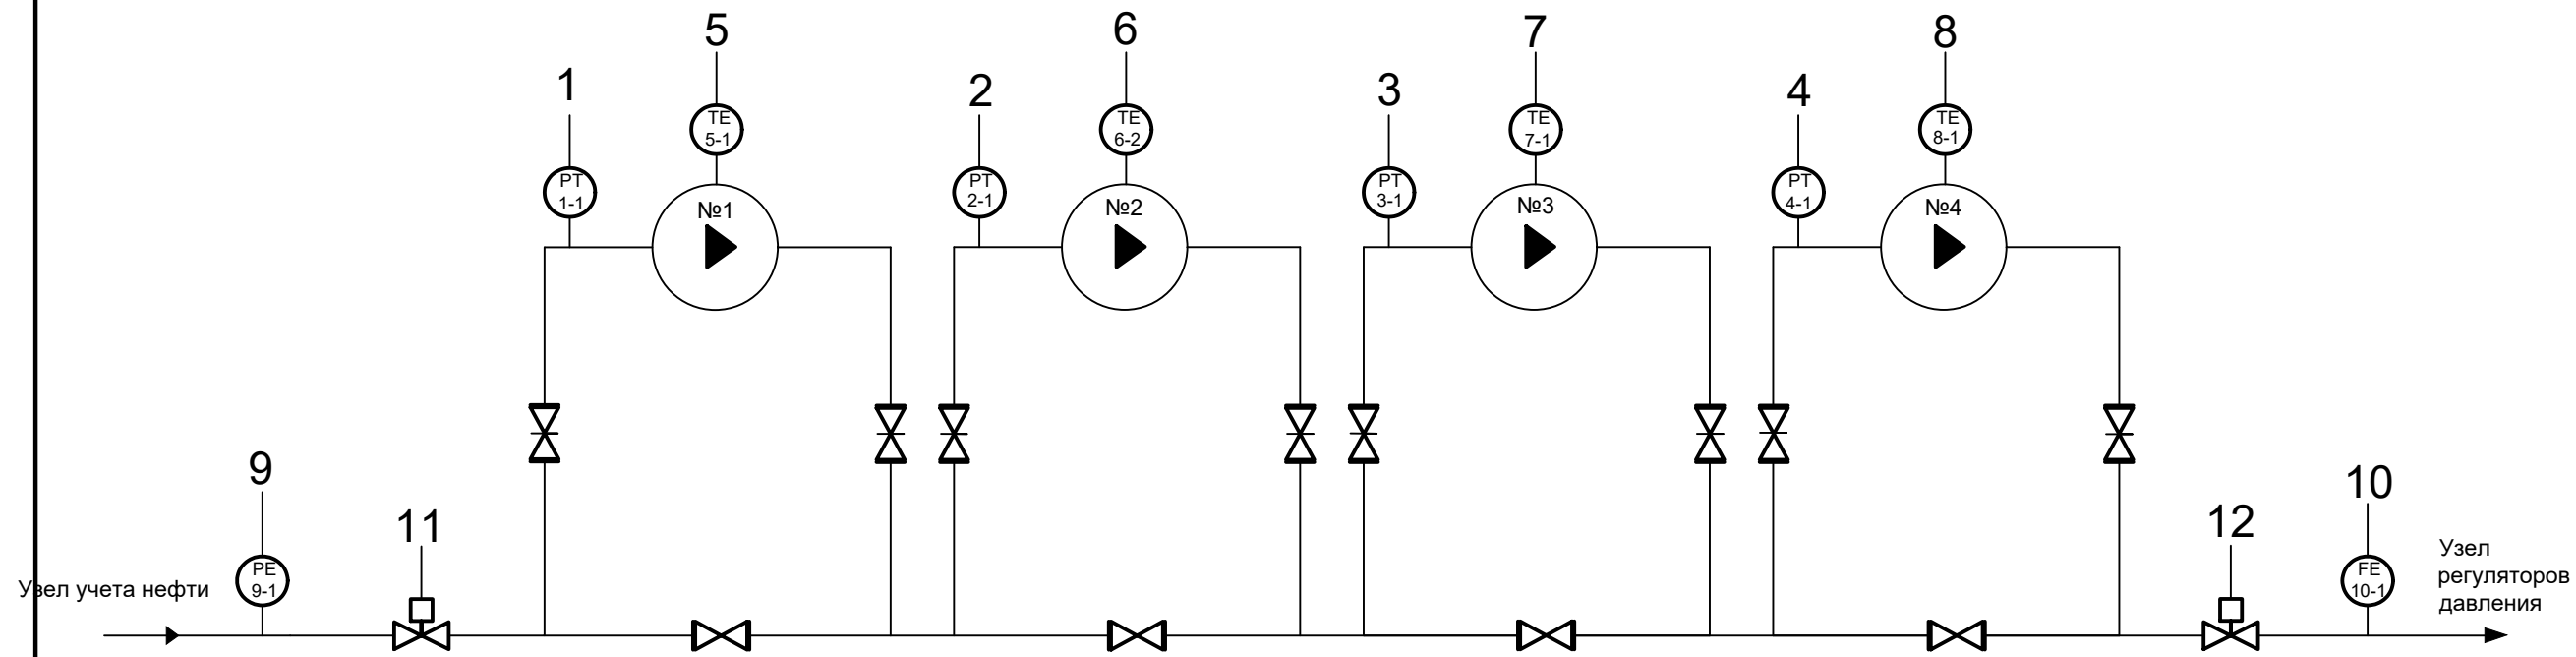 5
6
7
8
1
2
3
4
TE
5-1
TE
6-2
TE
7-1
TE
8-1
PT
1-1
PT
2-1
PT
3-1
PT
4-1
№1
№2
№3
№4
9
10
11
12
Узел учета нефти
PE
9-1
FE
10-1
Узел
регуляторов
давления